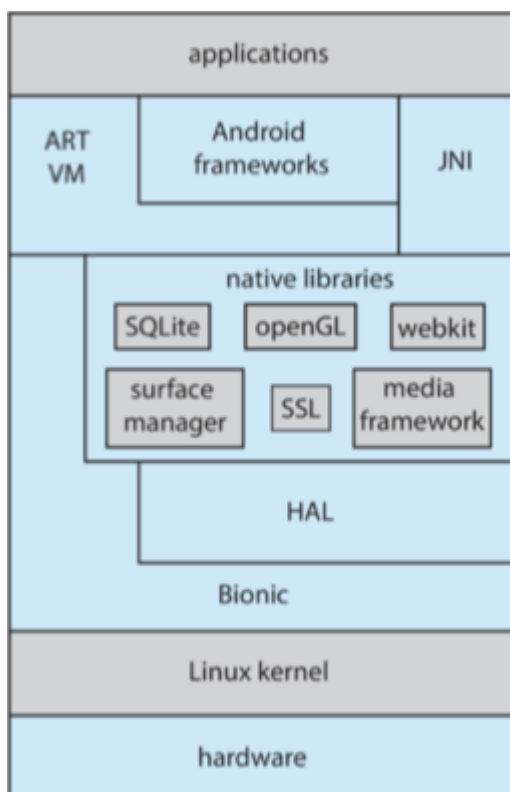 applications
ART
VM
Android
frameworks
JNI
native libraries
SQLite
openGL
webkit
surface
manager
SSL
media
framework
HAL
Bionic
Linux kernel
hardware